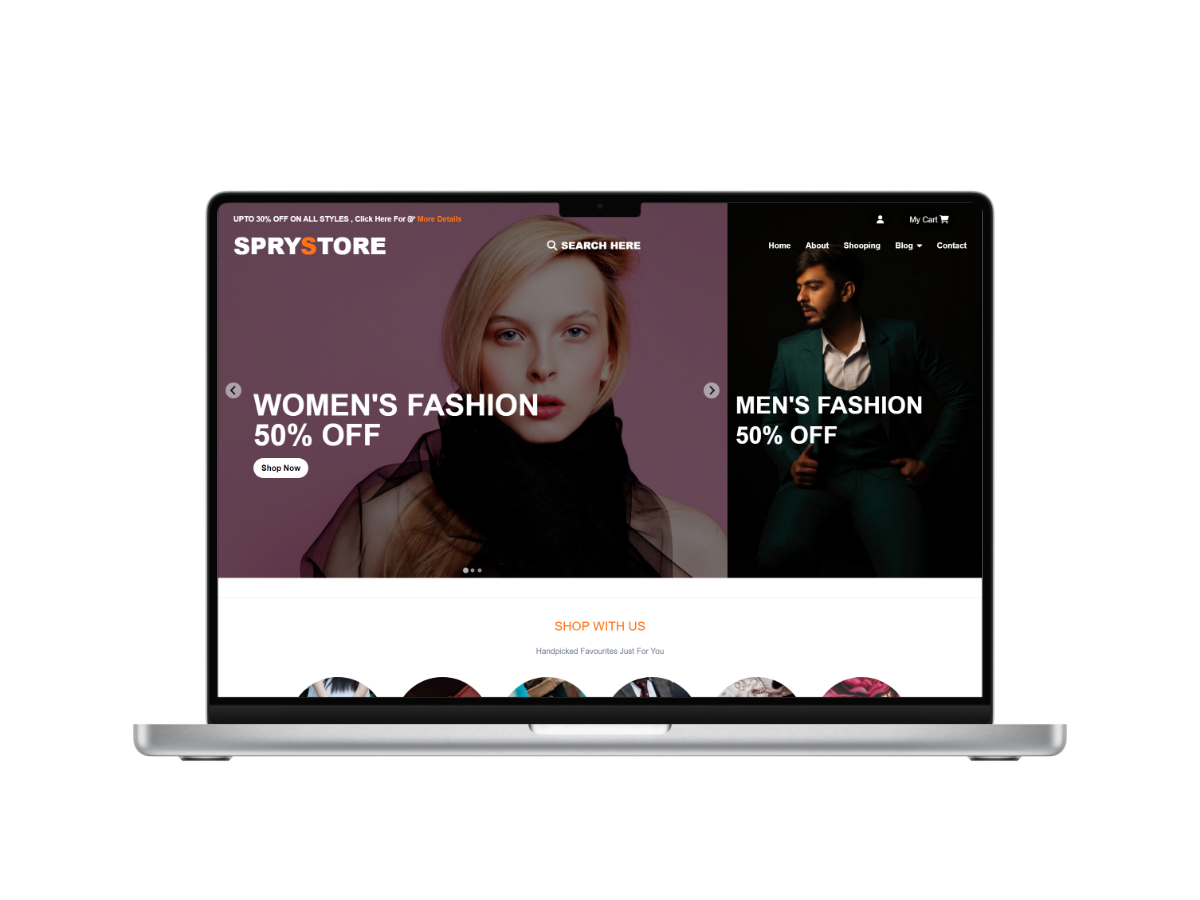 UPTO 30% OFF ON ALL STYLES , Click Here For @ More Details
My Cart
SPRYSTORE
SEARCH HERE
Home About Shooping Blog Contact
WOMEN'S FASHION
50% OFF
Shop Now
MEN'S FASHION
50% OFF
SHOP WITH US
Handpicked Favourites Just For You